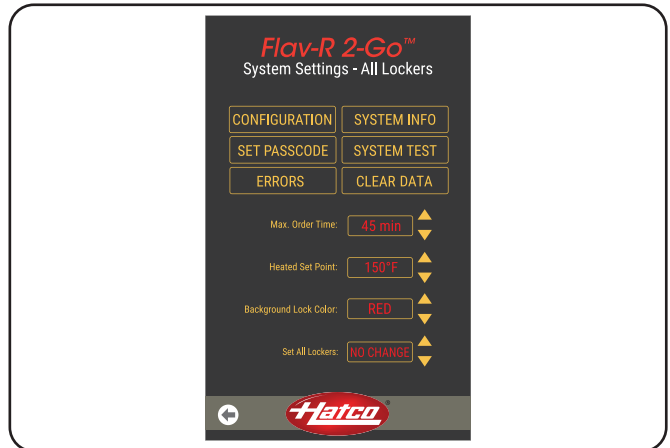 Flav-R 2-Go™
System Settings - All Lockers
CONFIGURATION SYSTEM INFO
SET PASSCODE SYSTEM TEST
ERRORS CLEAR DATA
Max. Order Time: 45 min
Heated Set Point: 150°F
Background Lock Color: RED
Set All Lockers: NO CHANGE
Hatco®